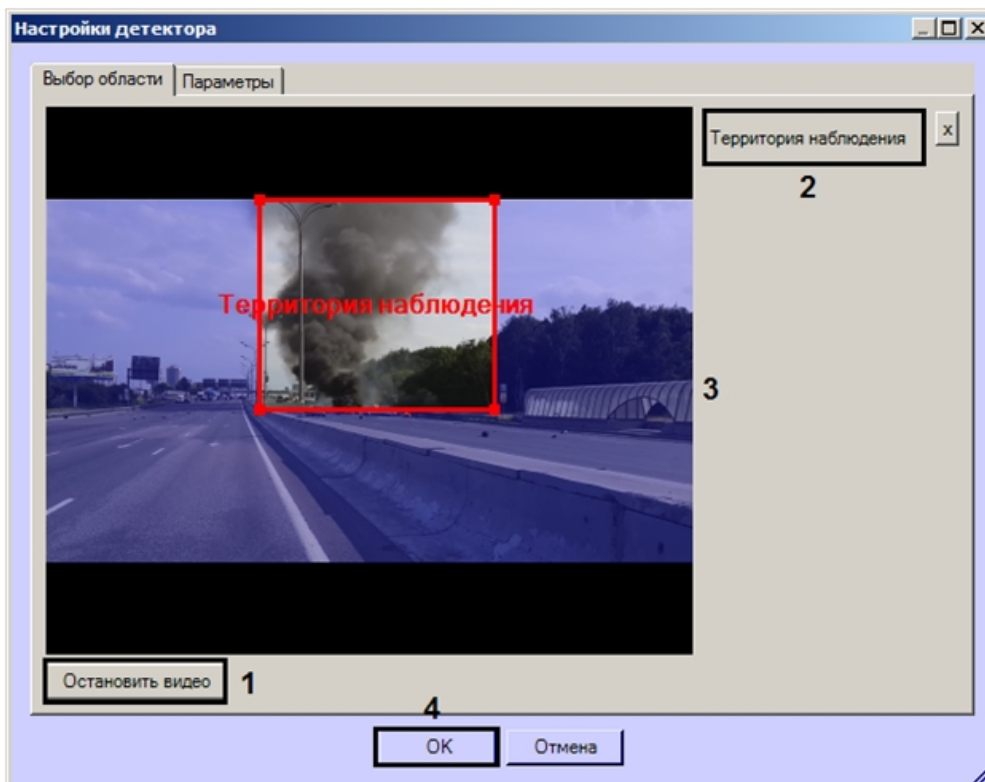 Настройки детектора
Выбор области
Параметры
Территория наблюдения
x
2
Территория наблюдения
3
Остановить видео
1
4
OK
Отмена